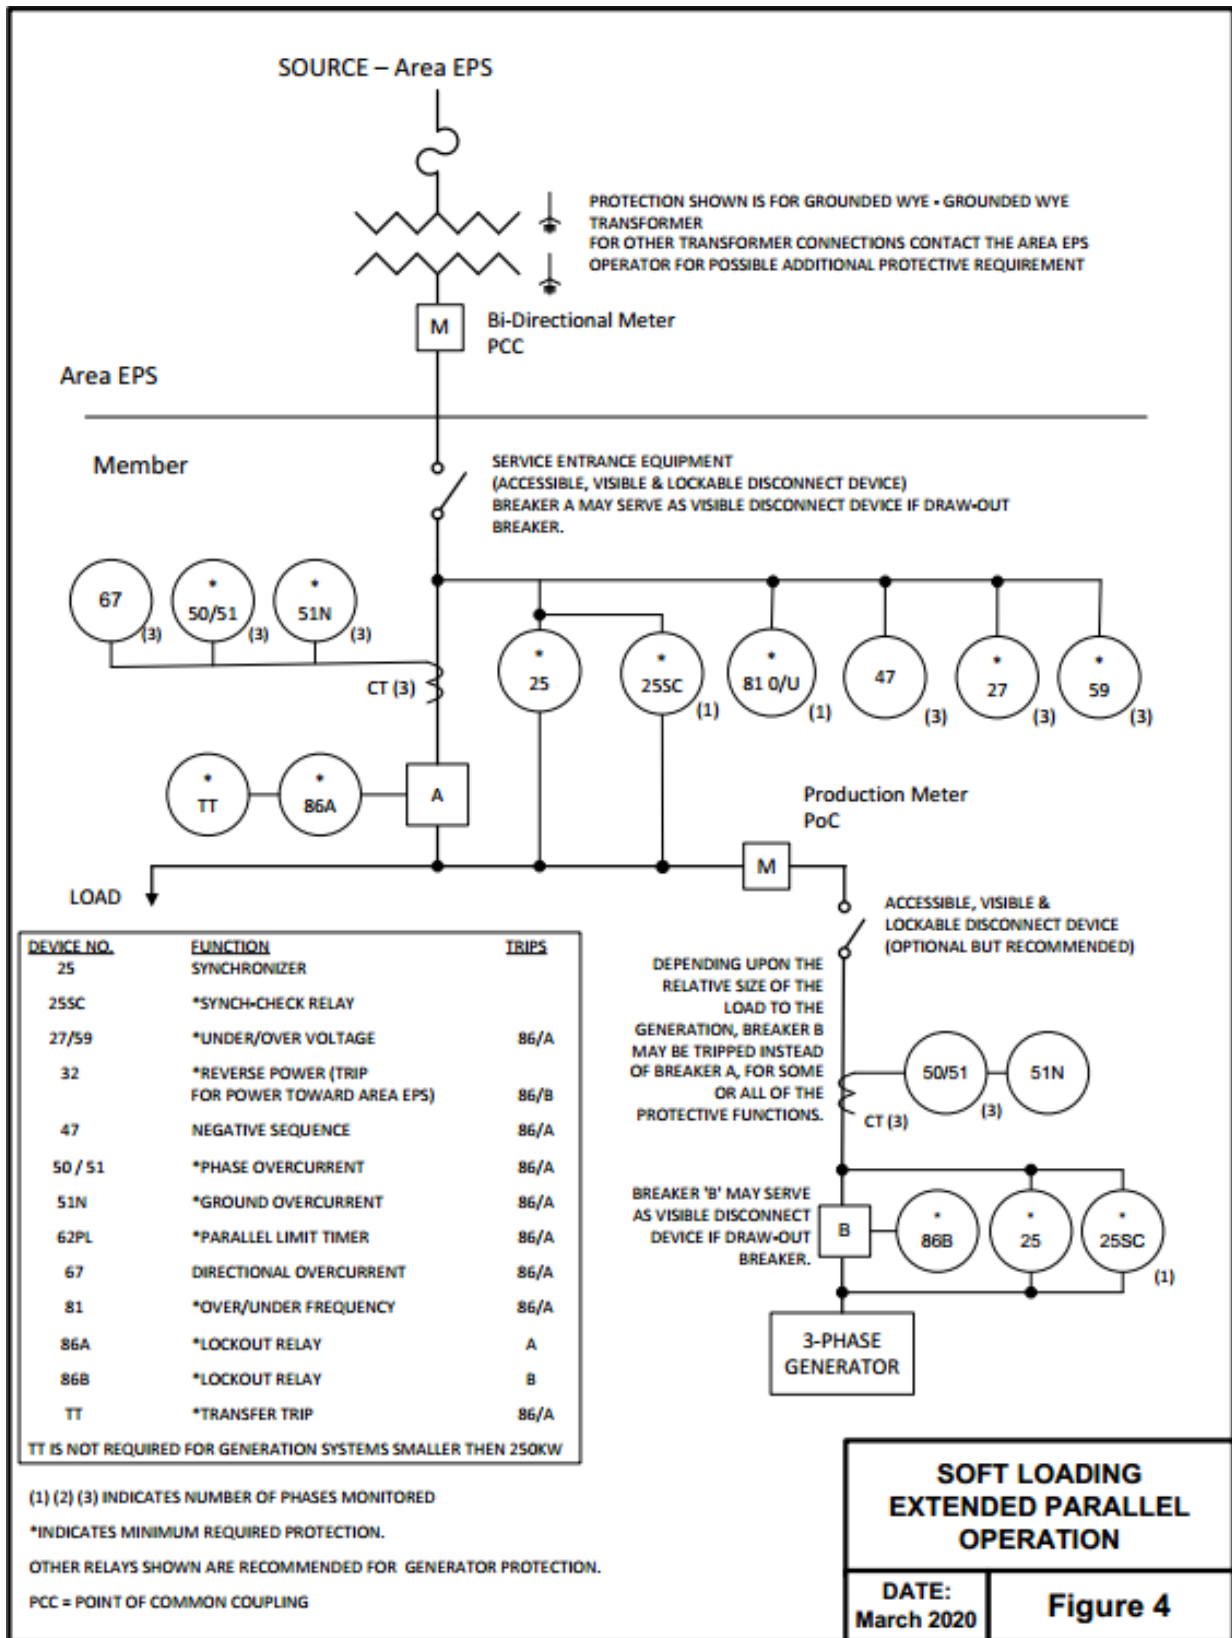 SOURCE – Area EPS
PROTECTION SHOWN IS FOR GROUNDED WYE - GROUNDED WYE
TRANSFORMER
FOR OTHER TRANSFORMER CONNECTIONS CONTACT THE AREA EPS
OPERATOR FOR POSSIBLE ADDITIONAL PROTECTIVE REQUIREMENT
M
Bi-Directional Meter
PCC
Area EPS
Member
SERVICE ENTRANCE EQUIPMENT
(ACCESSIBLE, VISIBLE & LOCKABLE DISCONNECT DEVICE)
BREAKER A MAY SERVE AS VISIBLE DISCONNECT DEVICE IF DRAW-OUT
BREAKER.
67 (3)
* 50/51 (3)
* 51N (3)
CT (3)
* 25
* 25SC (1)
* 81 O/U (1)
47 (3)
* 27 (3)
* 59 (3)
* TT
* 86A
A
Production Meter
PoC
M
LOAD
ACCESSIBLE, VISIBLE &
LOCKABLE DISCONNECT DEVICE
(OPTIONAL BUT RECOMMENDED)
DEPENDING UPON THE
RELATIVE SIZE OF THE
LOAD TO THE
GENERATION, BREAKER B
MAY BE TRIPPED INSTEAD
OF BREAKER A, FOR SOME
OR ALL OF THE
PROTECTIVE FUNCTIONS.
50/51 (3)
51N
CT (3)
BREAKER 'B' MAY SERVE
AS VISIBLE DISCONNECT
DEVICE IF DRAW-OUT
BREAKER.
B
* 86B
* 25
* 25SC (1)
3-PHASE
GENERATOR
DEVICE NO. FUNCTION TRIPS
25 SYNCHRONIZER
25SC *SYNCH-CHECK RELAY
27/59 *UNDER/OVER VOLTAGE 86/A
32 *REVERSE POWER (TRIP
FOR POWER TOWARD AREA EPS) 86/B
47 NEGATIVE SEQUENCE 86/A
50 / 51 *PHASE OVERCURRENT 86/A
51N *GROUND OVERCURRENT 86/A
62PL *PARALLEL LIMIT TIMER 86/A
67 DIRECTIONAL OVERCURRENT 86/A
81 *OVER/UNDER FREQUENCY 86/A
86A *LOCKOUT RELAY A
86B *LOCKOUT RELAY B
TT *TRANSFER TRIP 86/A
TT IS NOT REQUIRED FOR GENERATION SYSTEMS SMALLER THEN 250KW
(1) (2) (3) INDICATES NUMBER OF PHASES MONITORED
*INDICATES MINIMUM REQUIRED PROTECTION.
OTHER RELAYS SHOWN ARE RECOMMENDED FOR GENERATOR PROTECTION.
PCC = POINT OF COMMON COUPLING
SOFT LOADING
EXTENDED PARALLEL
OPERATION
DATE:
March 2020
Figure 4